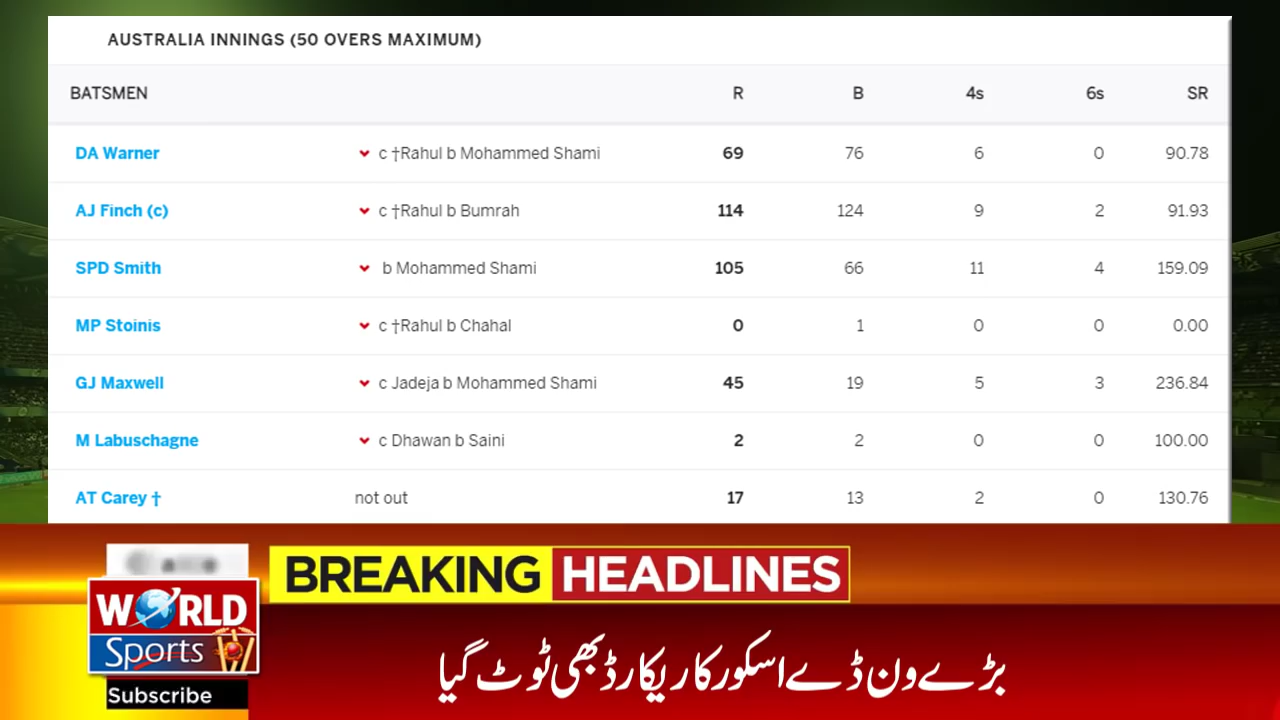 AUSTRALIA INNINGS (50 OVERS MAXIMUM)
BATSMEN R B 4s 6s SR
DA Warner c †Rahul b Mohammed Shami 69 76 6 0 90.78
AJ Finch (c) c †Rahul b Bumrah 114 124 9 2 91.93
SPD Smith b Mohammed Shami 105 66 11 4 159.09
MP Stoinis c †Rahul b Chahal 0 1 0 0 0.00
GJ Maxwell c Jadeja b Mohammed Shami 45 19 5 3 236.84
M Labuschagne c Dhawan b Saini 2 2 0 0 100.00
AT Carey † not out 17 13 2 0 130.76
BREAKING HEADLINES
WORLD
Sports
Subscribe
بڑے ون ڈے اسکور کا ریکارڈ بھی ٹوٹ گیا